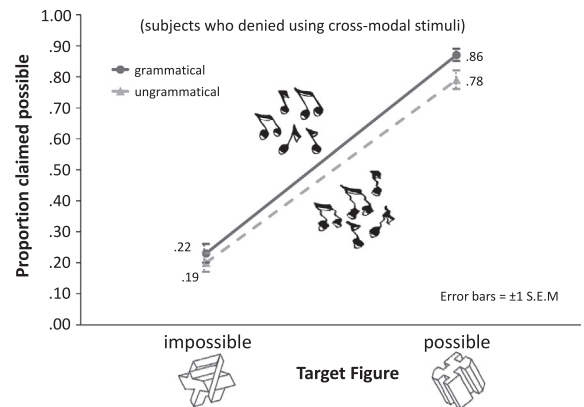 (subjects who denied using cross-modal stimuli)
Proportion claimed possible
1.00
.90
.80
.70
.60
.50
.40
.30
.20
.10
.00
grammatical
ungrammatical
.86
.78
.22
.19
Error bars = ±1 S.E.M
impossible
possible
Target Figure